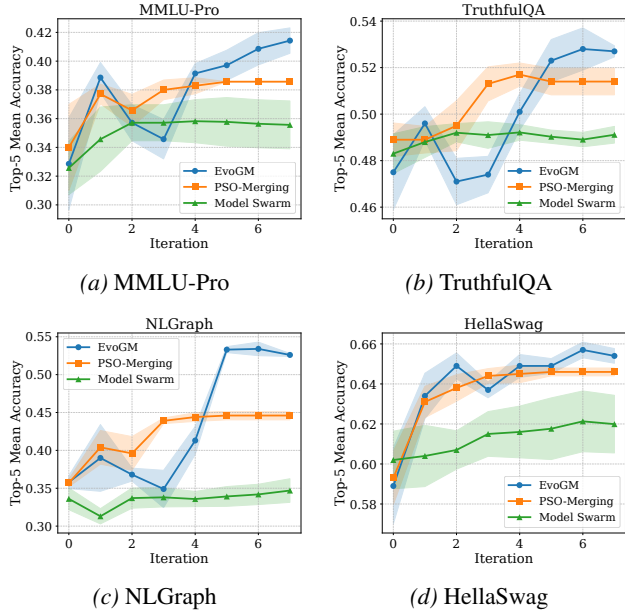 MMLU-Pro
Top-5 Mean Accuracy
0.42
0.40
0.38
0.36
0.34
0.32
0.30
EvoGM
PSO-Merging
Model Swarm
0 2 4 6
Iteration
(a) MMLU-Pro
TruthfulQA
Top-5 Mean Accuracy
0.54
0.52
0.50
0.48
0.46
EvoGM
PSO-Merging
Model Swarm
0 2 4 6
Iteration
(b) TruthfulQA
NLGraph
Top-5 Mean Accuracy
0.55
0.50
0.45
0.40
0.35
0.30
EvoGM
PSO-Merging
Model Swarm
0 2 4 6
Iteration
(c) NLGraph
HellaSwag
Top-5 Mean Accuracy
0.66
0.64
0.62
0.60
0.58
EvoGM
PSO-Merging
Model Swarm
0 2 4 6
Iteration
(d) HellaSwag